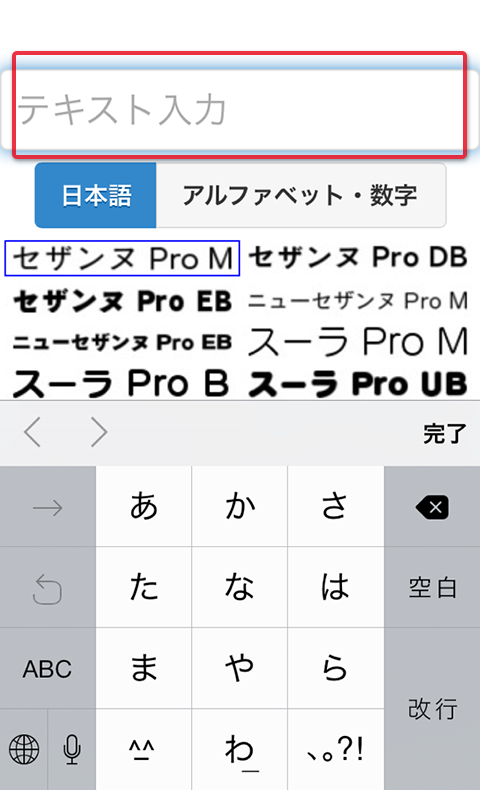 テキスト入力
日本語 アルファベット・数字
セザンヌ Pro M セザンヌ Pro DB
セザンヌ Pro EB ニューセザンヌ Pro M
ニューセザンヌ Pro EB スーラ Pro M
スーラ Pro B スーラ Pro UB
完了
→ あ か さ
た な は 空白
ABC ま や ら 改行
^_^ わ_ 、。?!